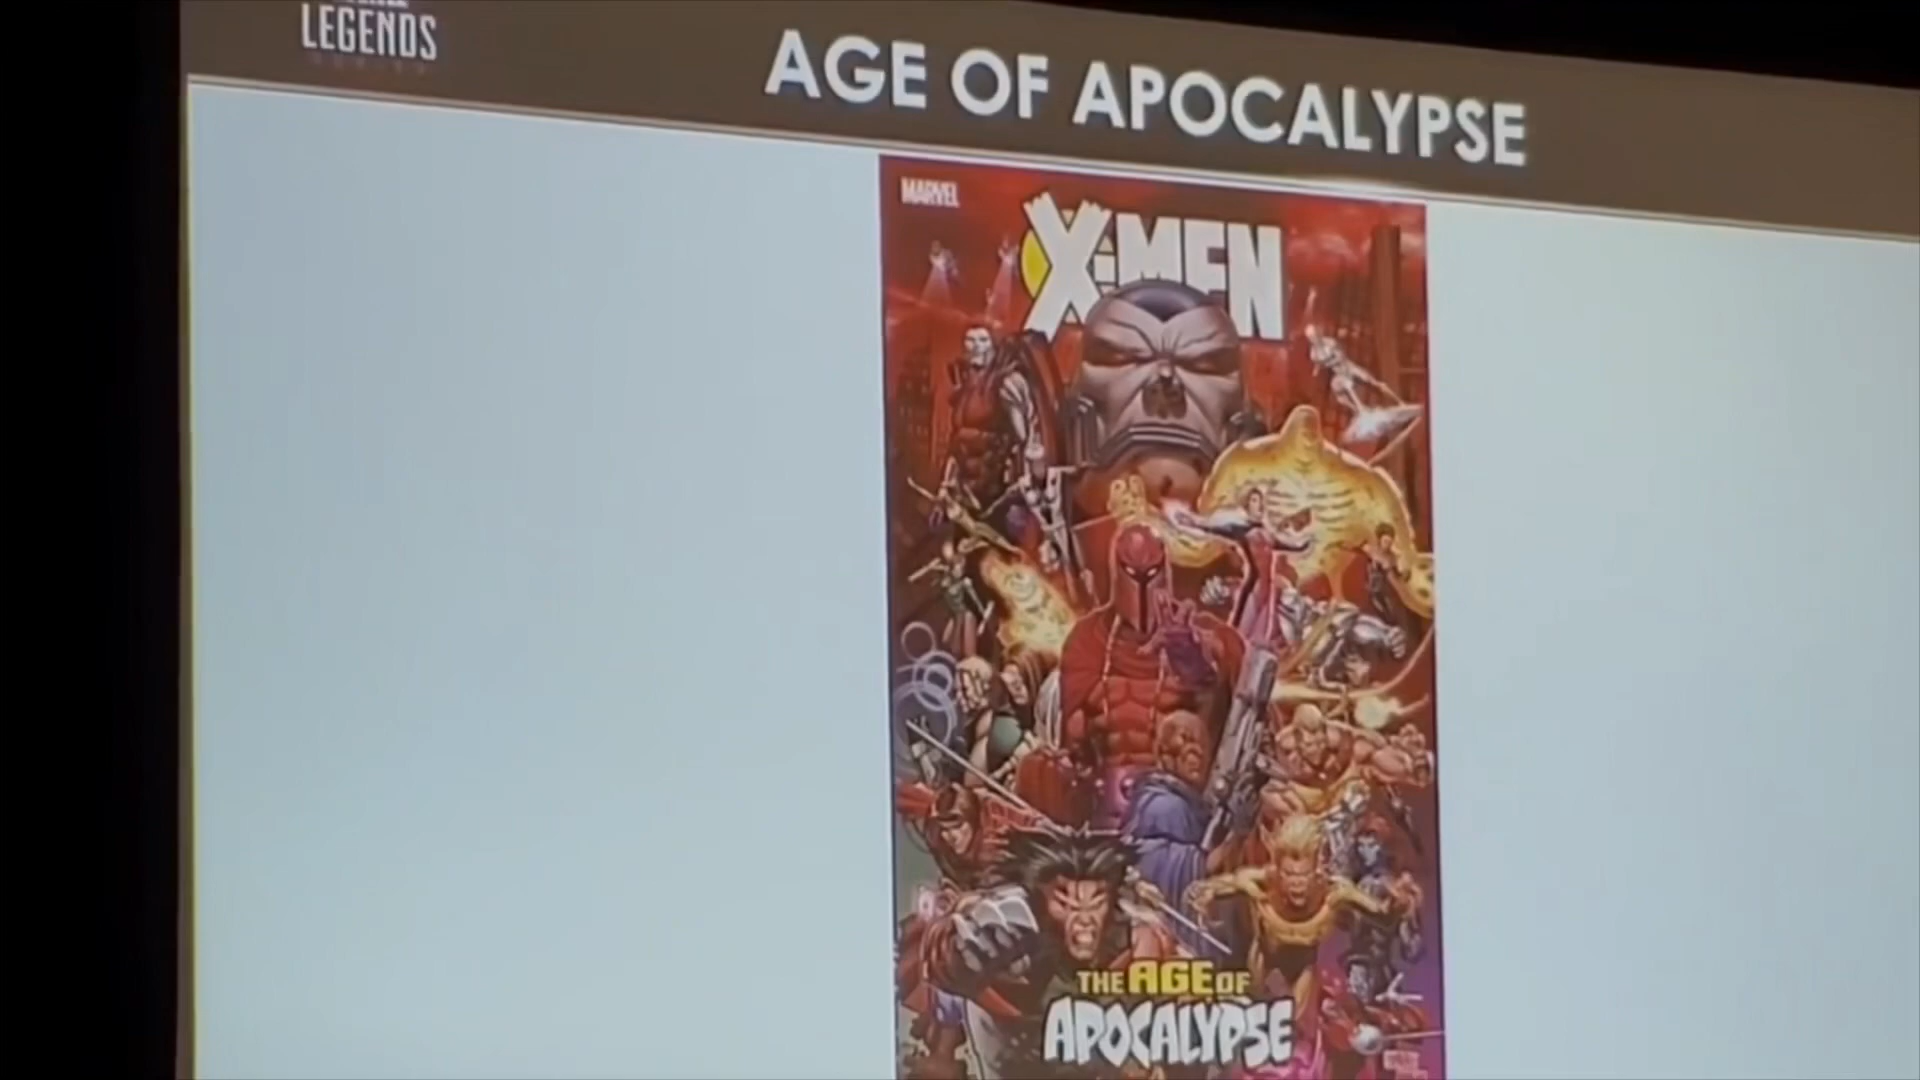 LEGENDS
AGE OF APOCALYPSE
MARVEL
X-MEN
THE AGE OF
APOCALYPSE